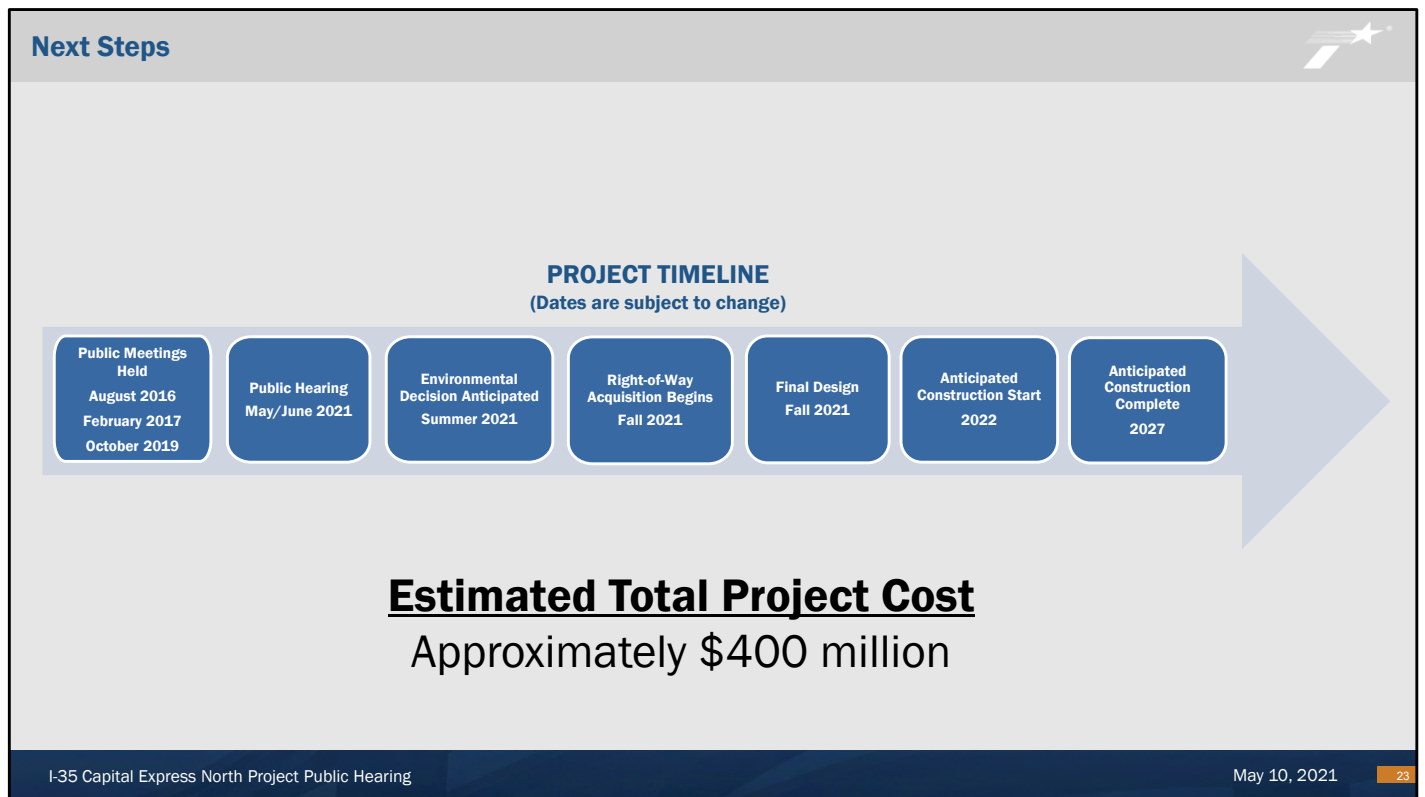 Next Steps
PROJECT TIMELINE
(Dates are subject to change)
Public Meetings
Held
August 2016
February 2017
October 2019
Public Hearing
May/June 2021
Environmental
Decision Anticipated
Summer 2021
Right-of-Way
Acquisition Begins
Fall 2021
Final Design
Fall 2021
Anticipated
Construction Start
2022
Anticipated
Construction
Complete
2027
Estimated Total Project Cost
Approximately $400 million
I-35 Capital Express North Project Public Hearing
May 10, 2021
23